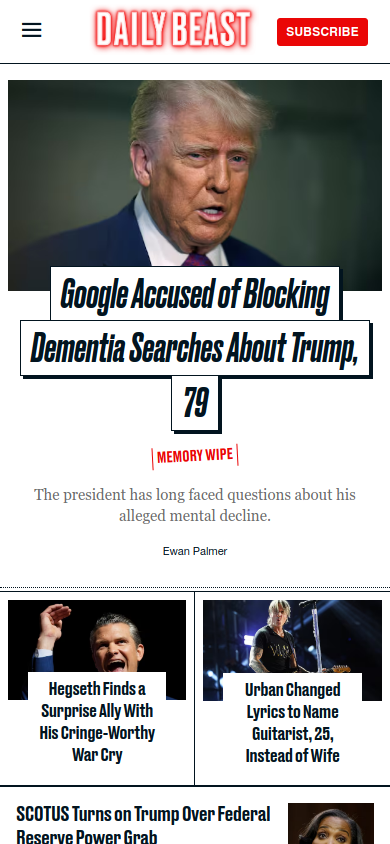 DAILY BEAST
SUBSCRIBE
Google Accused of Blocking
Dementia Searches About Trump,
79
MEMORY WIPE
The president has long faced questions about his
alleged mental decline.
Ewan Palmer
Hegseth Finds a
Surprise Ally With
His Cringe-Worthy
War Cry
Urban Changed
Lyrics to Name
Guitarist, 25,
Instead of Wife
SCOTUS Turns on Trump Over Federal
Reserve Power Grab